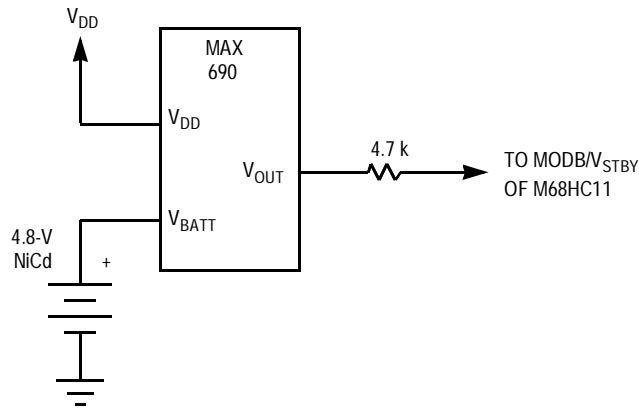 VDD
MAX
690
VDD
4.7 k
VOUT
TO MODB/VSTBY
OF M68HC11
VBATT
4.8-V
NiCd
+